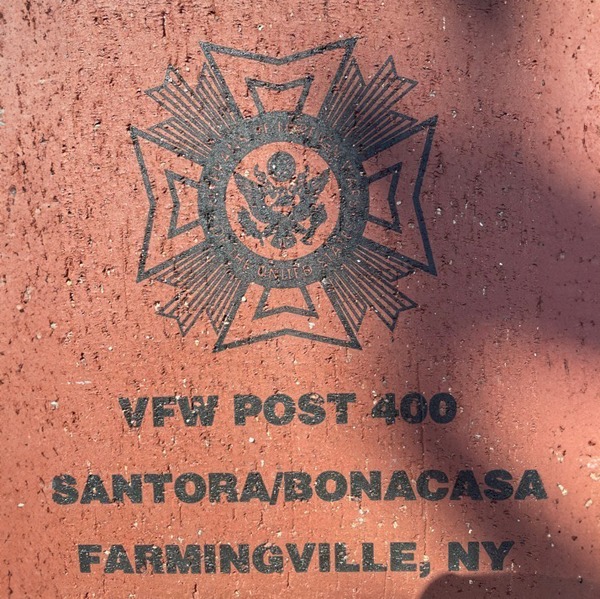 VFW POST 400
SANTORA/BONACASA
FARMINGVILLE, NY